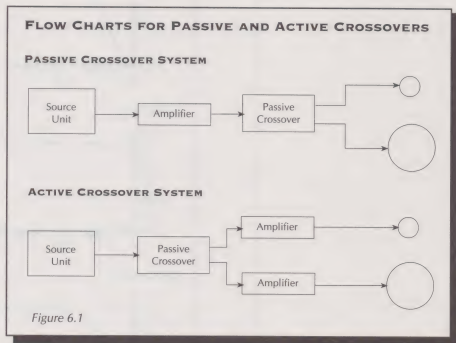 FLOW CHARTS FOR PASSIVE AND ACTIVE CROSSOVERS
PASSIVE CROSSOVER SYSTEM
Source
Unit
Amplifier
Passive
Crossover
ACTIVE CROSSOVER SYSTEM
Source
Unit
Passive
Crossover
Amplifier
Amplifier
Figure 6.1